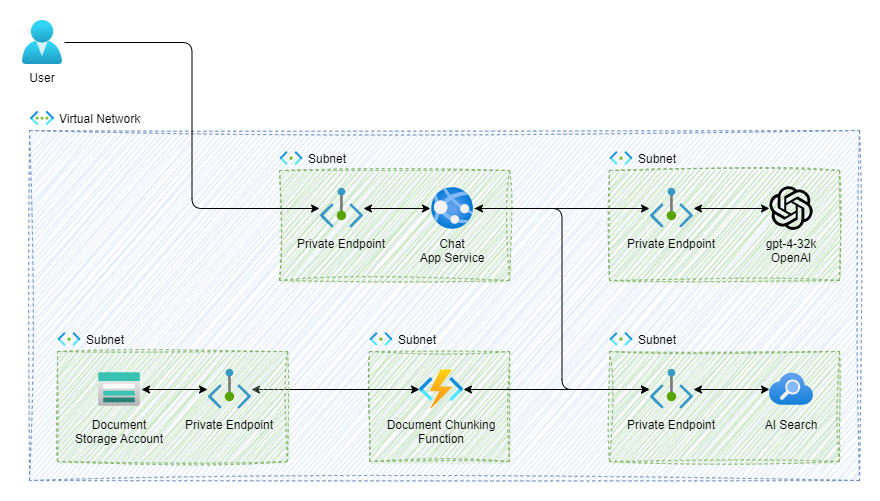 User
Virtual Network
Subnet
Subnet
Private Endpoint
Chat
App Service
Private Endpoint
gpt-4-32k
OpenAI
Subnet
Subnet
Subnet
Document
Storage Account
Private Endpoint
Document Chunking
Function
Private Endpoint
AI Search